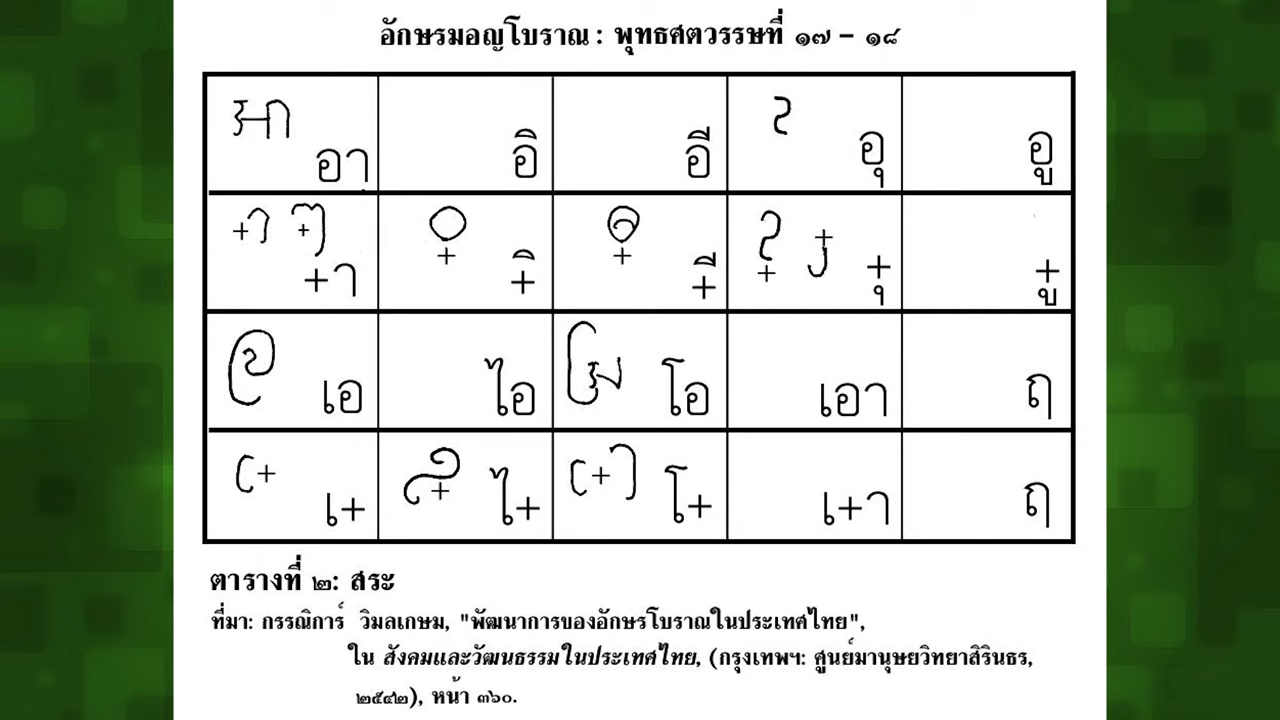 อักษรมอญโบราณ : พุทธศตวรรษที่ ๑๗ – ๑๘
อา อิ อี อุ อู
+า +ิ +ี +ุ +ู
เอ ไอ โอ เอา ฤ
เ+ ไ+ โ+ เ+า ฤ
ตารางที่ ๒: สระ
ที่มา: กรรณิการ์ วิมลเกษม, "พัฒนาการของอักษรโบราณในประเทศไทย",
ใน สังคมและวัฒนธรรมในประเทศไทย, (กรุงเทพฯ: ศูนย์มานุษยวิทยาสิรินธร,
๒๕๔๒), หน้า ๓๖๐.